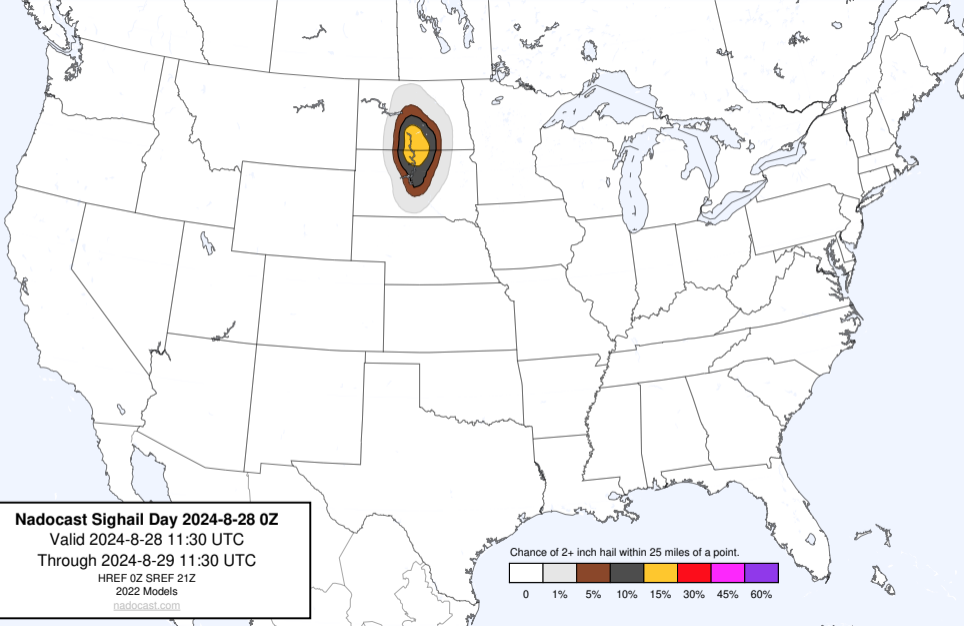 Nadocast Sighail Day 2024-8-28 0Z
Valid 2024-8-28 11:30 UTC
Through 2024-8-29 11:30 UTC
HREF 0Z SREF 21Z
2022 Models
nadocast.com
Chance of 2+ inch hail within 25 miles of a point.
0 1% 5% 10% 15% 30% 45% 60%